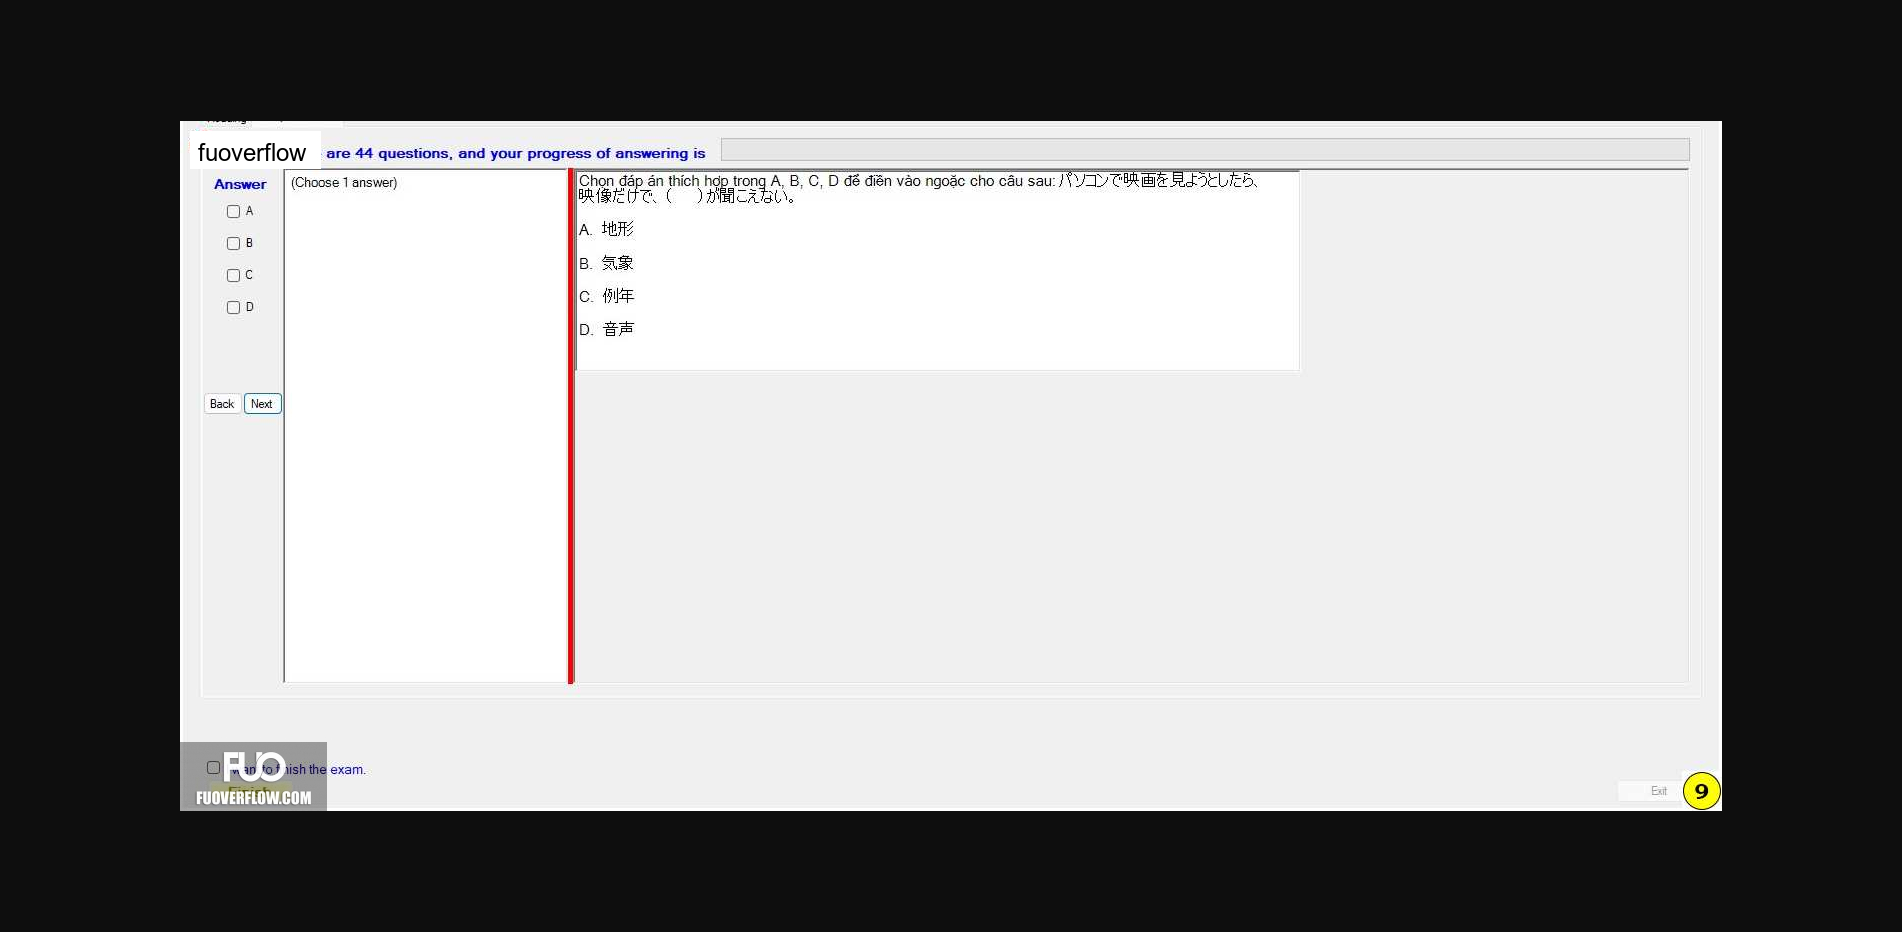 fuoverflow are 44 questions, and your progress of answering is
Answer
(Choose 1 answer)
A
B
C
D
Back Next
Chọn đáp án thích hợp trong A, B, C, D để điền vào ngoặc cho câu sau: パソコンで映画を見ようとしたら、
映像だけで、(　　)が聞こえない。
A. 地形
B. 気象
C. 例年
D. 音声
FUO
to finish the exam.
Finish
FUOVERFLOW.COM
Exit
9